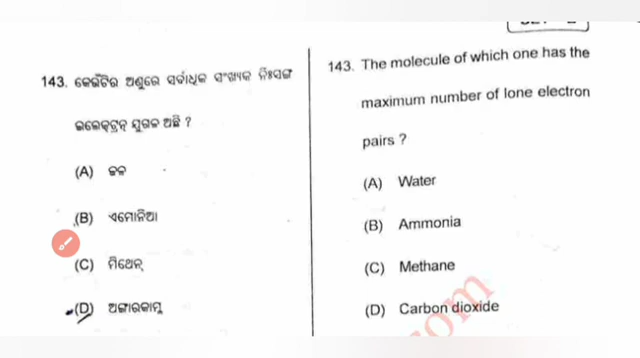 143. କେଉଁଟିର ଅଣୁରେ ସର୍ବାଧିକ ସଂଖ୍ୟକ ନିଃସଙ୍ଗ
ଇଲେକ୍ଟ୍ରନ୍ ଯୁଗଳ ଅଛି ?
(A) ଜଳ
(B) ଏମୋନିଆ
(C) ମିଥେନ୍
(D) ଅଙ୍ଗାରକାମ୍ଳ
143. The molecule of which one has the
maximum number of lone electron
pairs ?
(A) Water
(B) Ammonia
(C) Methane
(D) Carbon dioxide
com